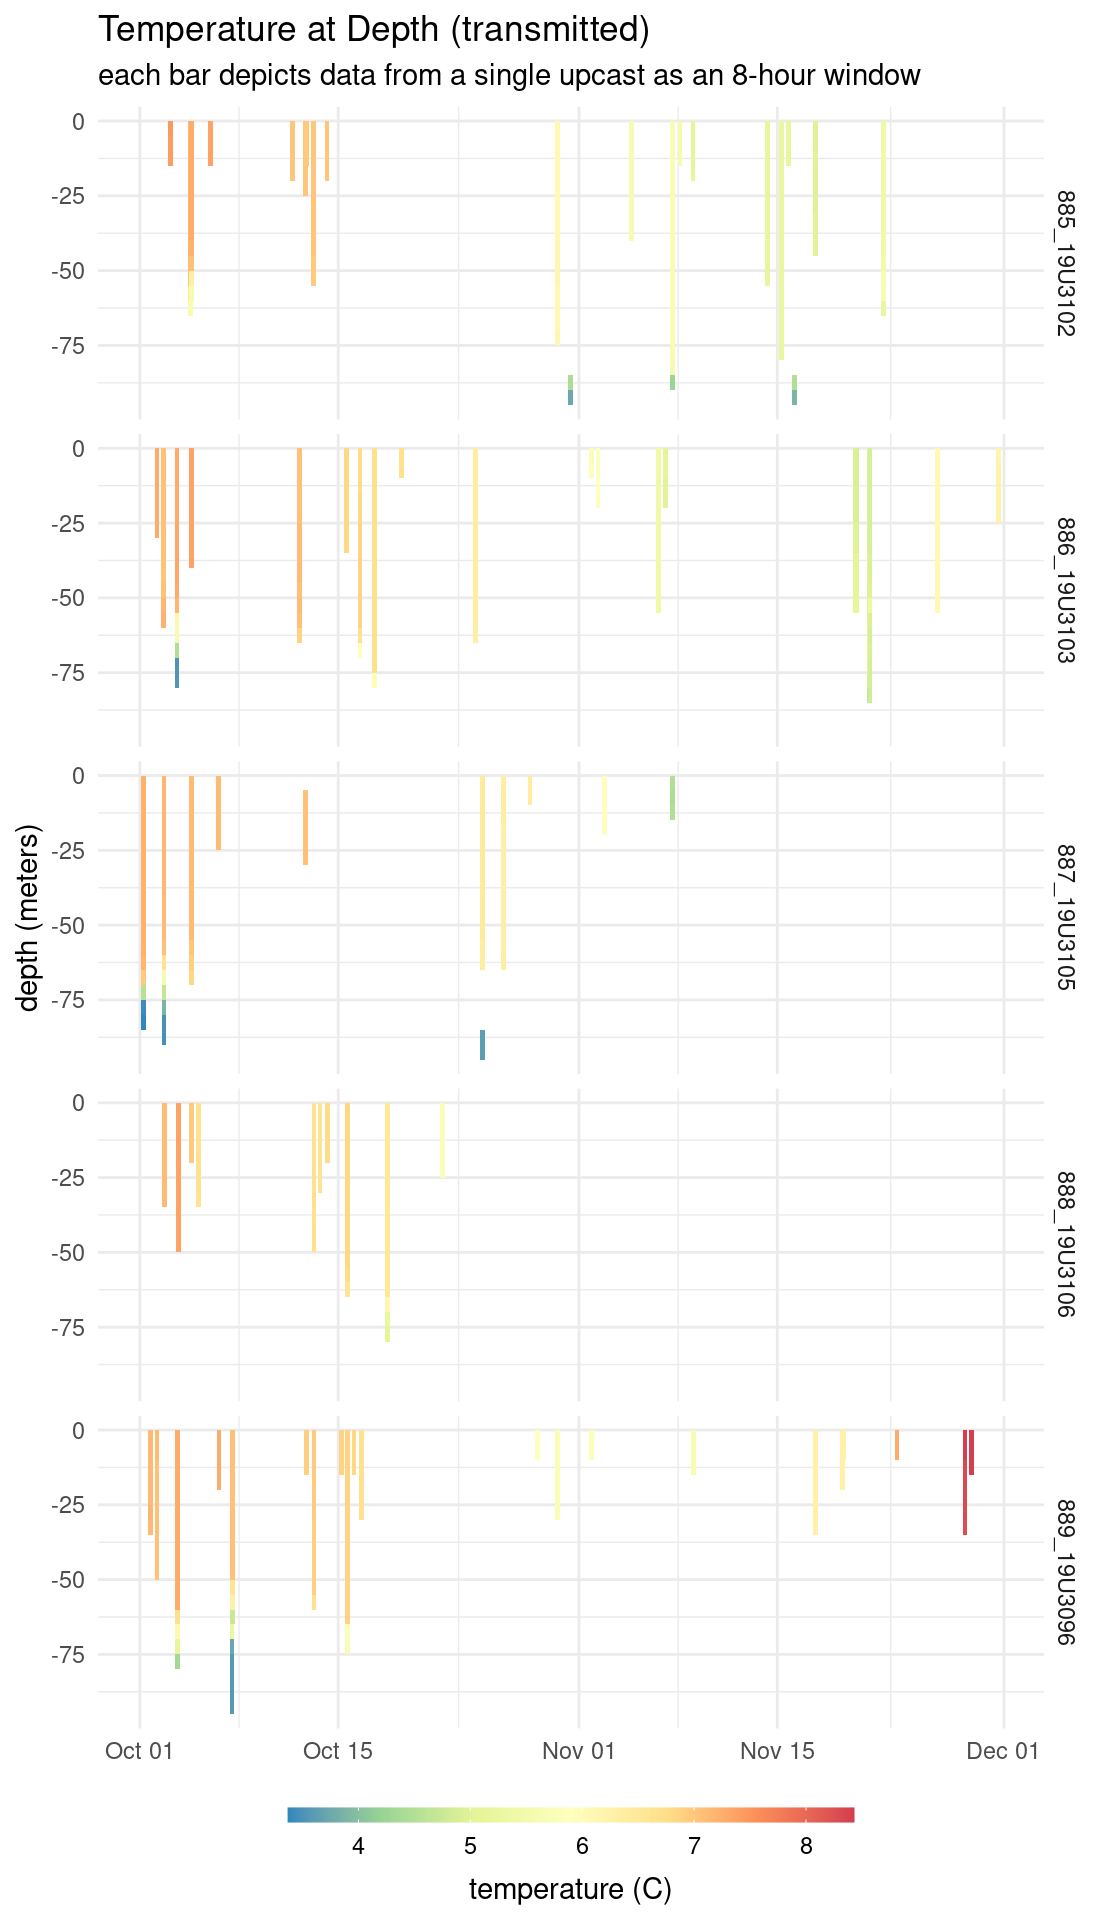 Temperature at Depth (transmitted)
each bar depicts data from a single upcast as an 8-hour window
0
-25
-50
-75
885_19U3102
0
-25
-50
-75
886_19U3103
0
-25
-50
-75
887_19U3105
depth (meters)
0
-25
-50
-75
888_19U3106
0
-25
-50
-75
889_19U3096
Oct 01 Oct 15 Nov 01 Nov 15 Dec 01
4 5 6 7 8
temperature (C)